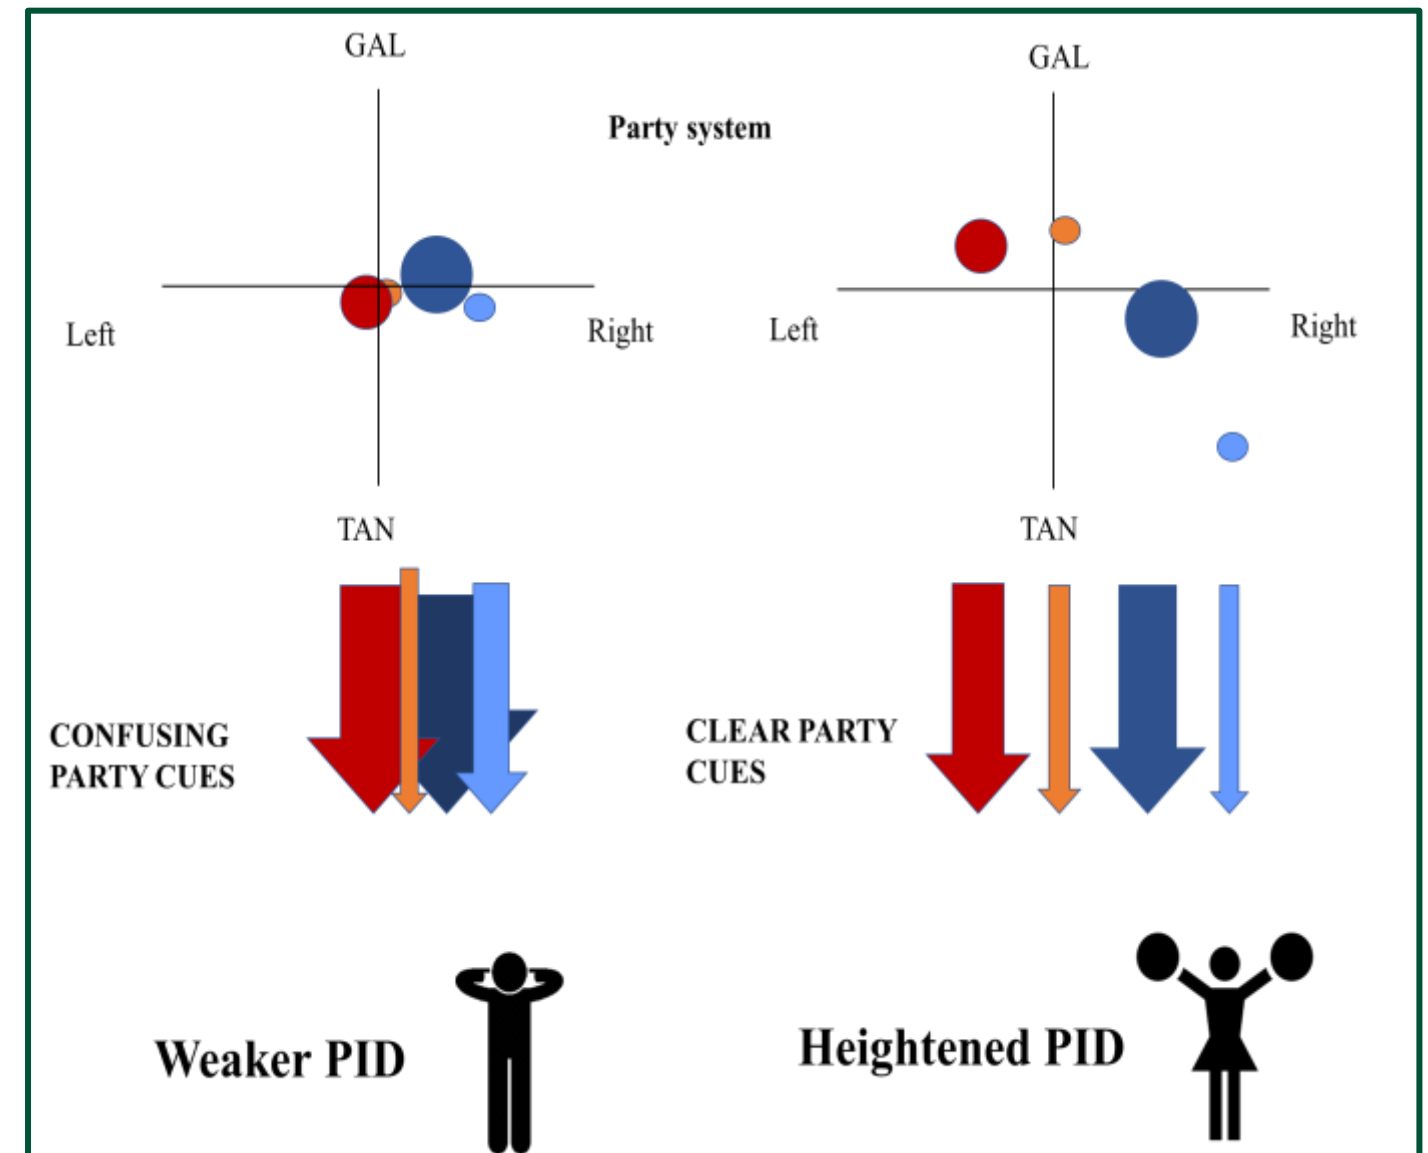 GAL
GAL
Party system
Left
Right
Left
Right
TAN
TAN
CONFUSING
PARTY CUES
CLEAR PARTY
CUES
Weaker PID
Heightened PID